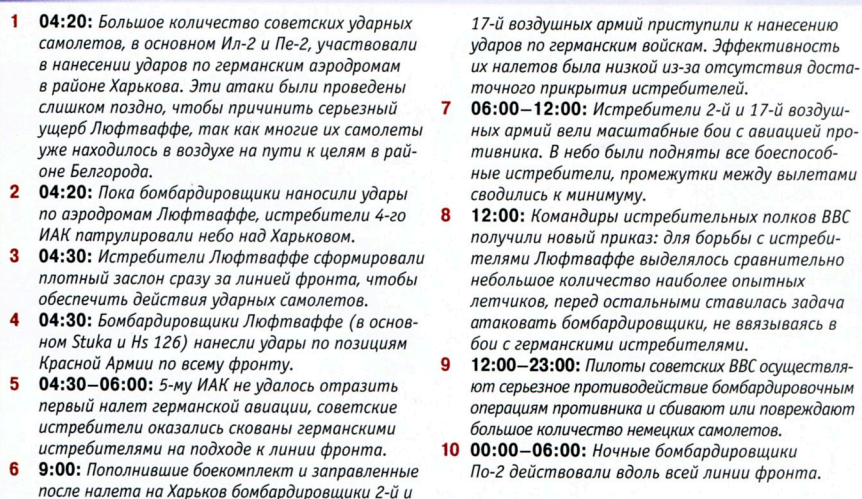 1 04:20: Большое количество советских ударных
самолетов, в основном Ил-2 и Пе-2, участвовали
в нанесении ударов по германским аэродромам
в районе Харькова. Эти атаки были проведены
слишком поздно, чтобы причинить серьезный
ущерб Люфтваффе, так как многие их самолеты
уже находилось в воздухе на пути к целям в рай-
оне Белгорода.
2 04:20: Пока бомбардировщики наносили удары
по аэродромам Люфтваффе, истребители 4-го
ИАК патрулировали небо над Харьковом.
3 04:30: Истребители Люфтваффе сформировали
плотный заслон сразу за линией фронта, чтобы
обеспечить действия ударных самолетов.
4 04:30: Бомбардировщики Люфтваффе (в основ-
ном Stuka и Hs 126) нанесли удары по позициям
Красной Армии по всему фронту.
5 04:30–06:00: 5-му ИАК не удалось отразить
первый налет германской авиации, советские
истребители оказались скованы германскими
истребителями на подходе к линии фронта.
6 9:00: Пополнившие боекомплект и заправленные
после налета на Харьков бомбардировщики 2-й и
17-й воздушных армий приступили к нанесению
ударов по германским войскам. Эффективность
их налетов была низкой из-за отсутствия доста-
точного прикрытия истребителей.
7 06:00–12:00: Истребители 2-й и 17-й воздуш-
ных армий вели масштабные бои с авиацией про-
тивника. В небо были подняты все боеспособ-
ные истребители, промежутки между вылетами
сводились к минимуму.
8 12:00: Командиры истребительных полков ВВС
получили новый приказ: для борьбы с истреби-
телями Люфтваффе выделялось сравнительно
небольшое количество наиболее опытных
летчиков, перед остальными ставилась задача
атаковать бомбардировщики, не ввязываясь в
бои с германскими истребителями.
9 12:00–23:00: Пилоты советских ВВС осуществля-
ют серьезное противодействие бомбардировочным
операциям противника и сбивают или повреждают
большое количество немецких самолетов.
10 00:00–06:00: Ночные бомбардировщики
По-2 действовали вдоль всей линии фронта.